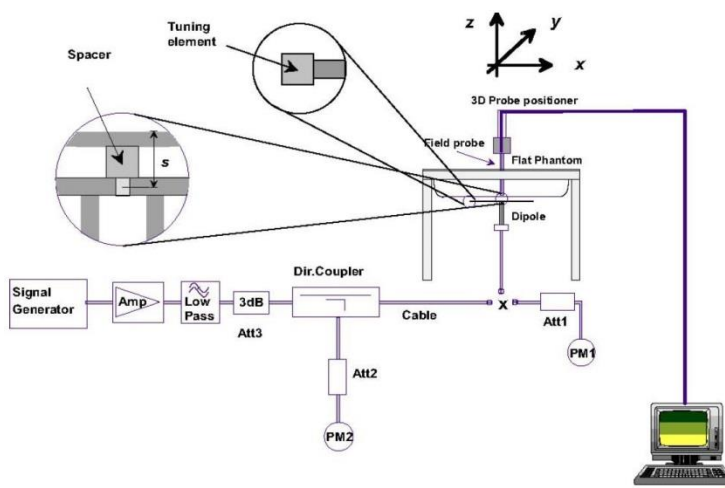 Tuning
element
Spacer
s
z
y
x
3D Probe positioner
Field probe
Flat Phantom
Dipole
Signal
Generator
Amp
Low
Pass
3dB
Att3
Dir.Coupler
Cable
x
Att1
PM1
Att2
PM2